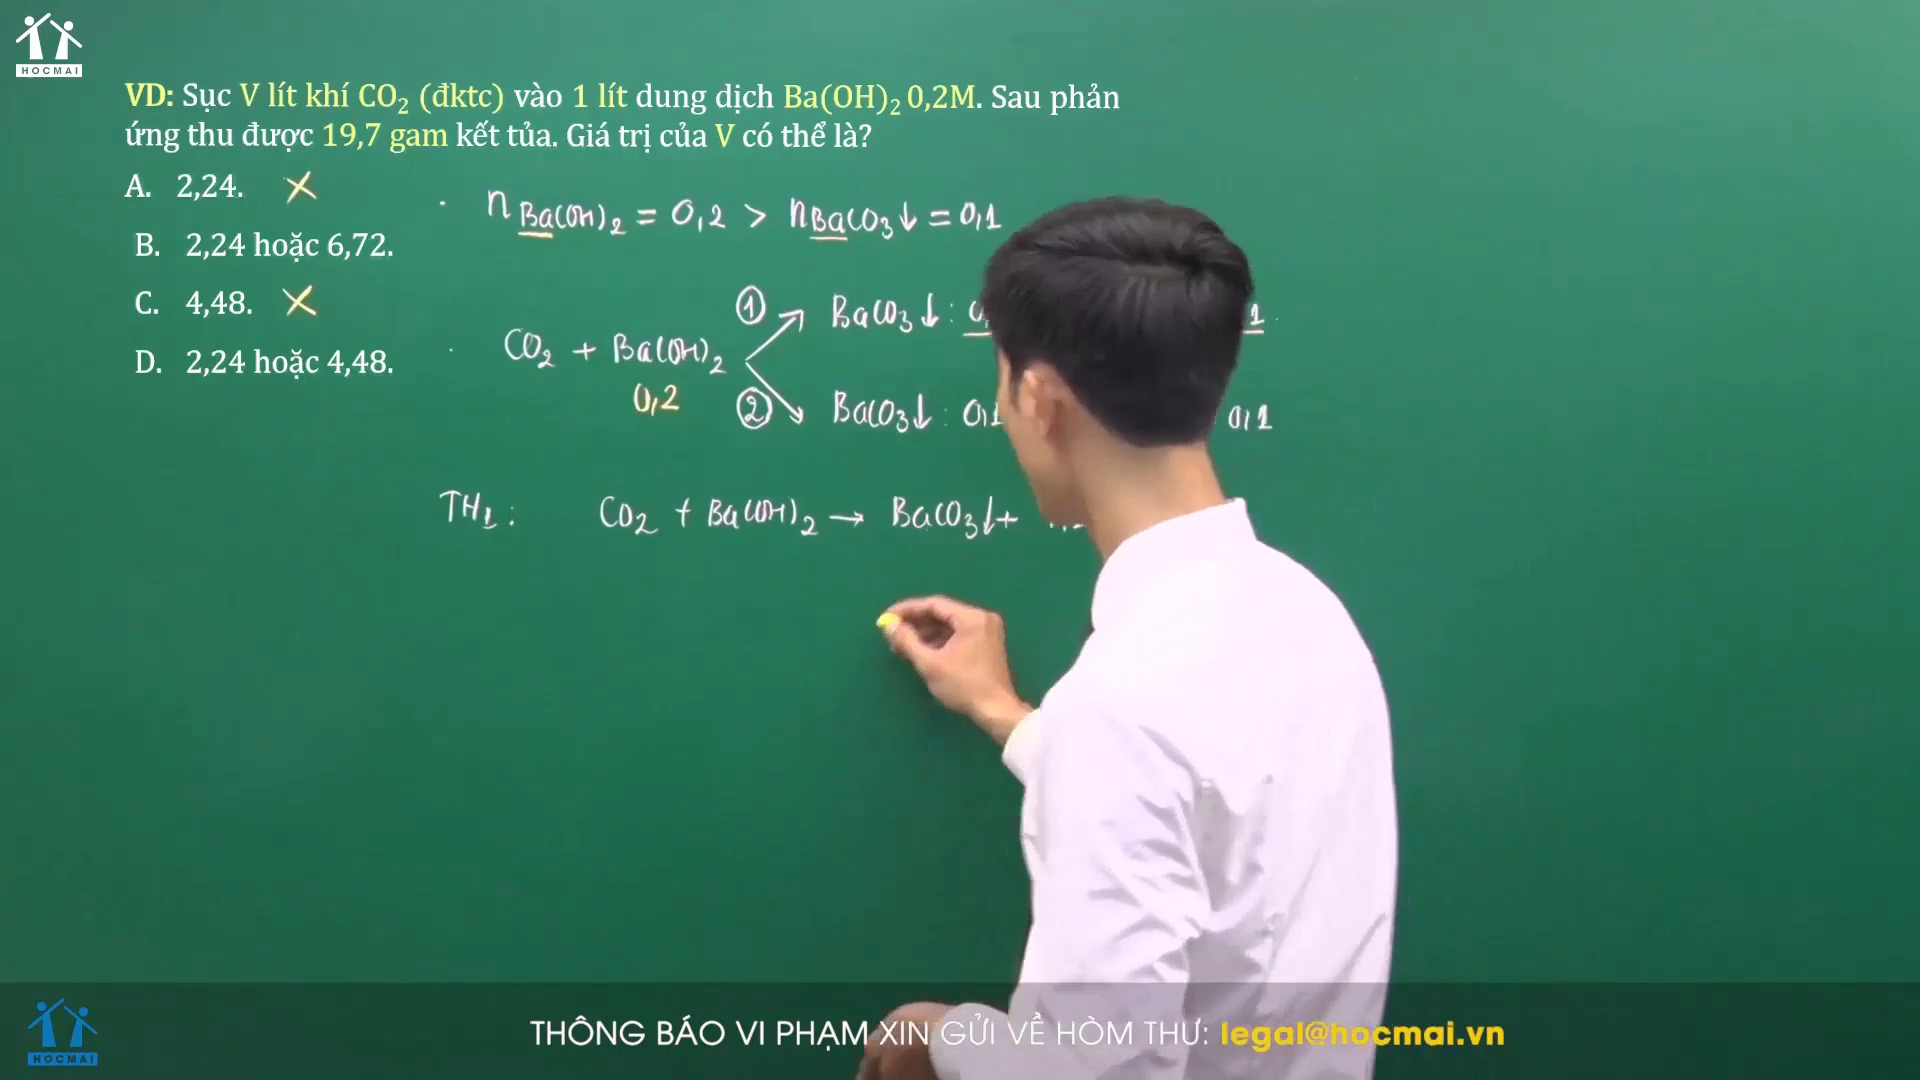 HOCMAI
VD: Sục V lít khí CO₂ (đktc) vào 1 lít dung dịch Ba(OH)₂ 0,2M. Sau phản
ứng thu được 19,7 gam kết tủa. Giá trị của V có thể là?
A. 2,24. X
B. 2,24 hoặc 6,72.
C. 4,48. X
D. 2,24 hoặc 4,48.
n Ba(OH)₂ = 0,2 > nBaCO₃↓ = 0,1
① BaCO₃↓ : 1
CO₂ + Ba(OH)₂
0,2
② BaCO₃↓ : 0,1 : 0,1
TH₁ : CO₂ + Ba(OH)₂ → BaCO₃↓ +
HOCMAI
THÔNG BÁO VI PHẠM XIN GỬI VỀ HÒM THƯ: legal@hocmai.vn